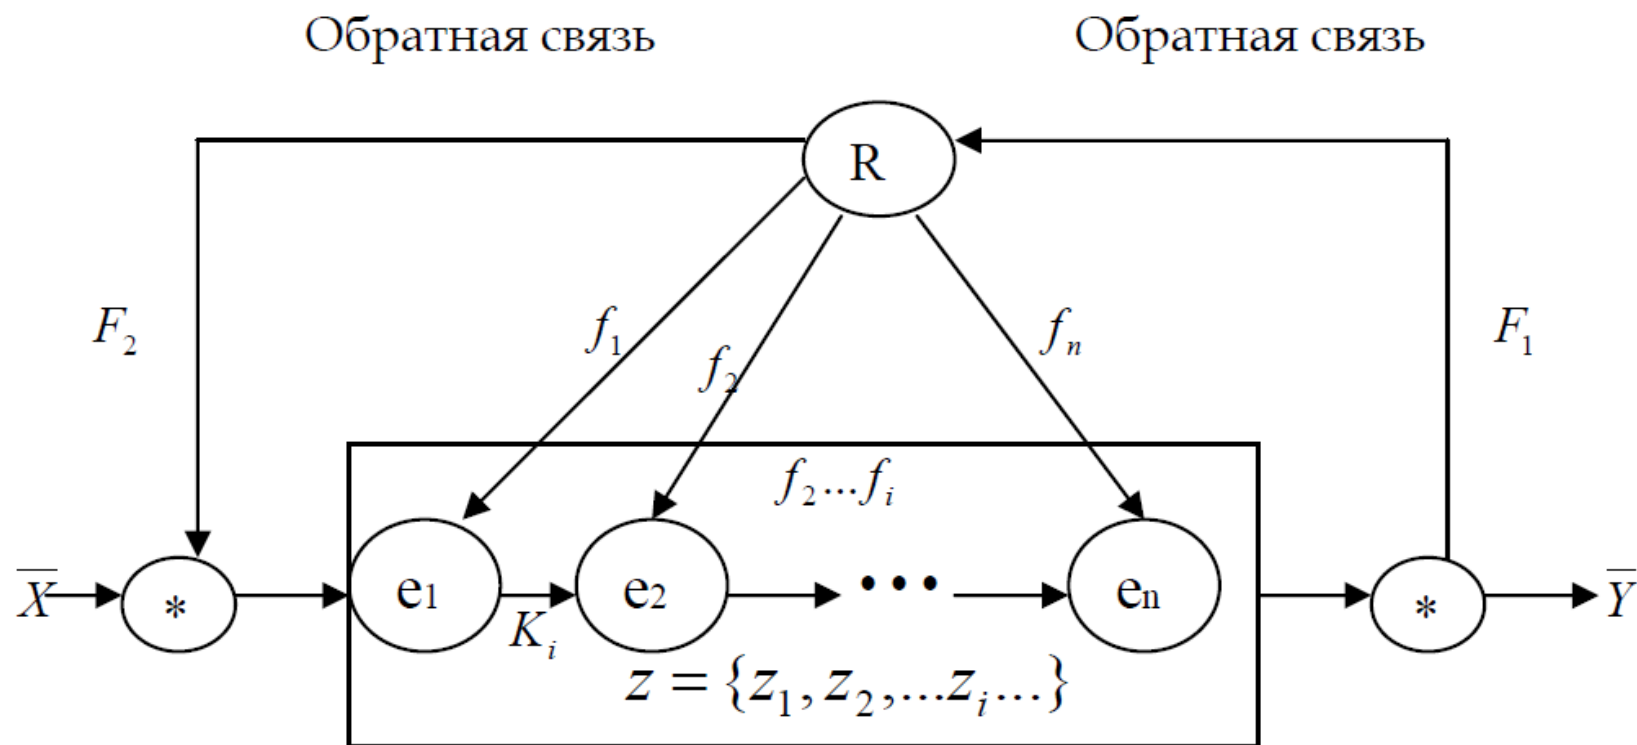 Обратная связь Обратная связь
R
F₂ f₁ f₂ fₙ F₁
f₂...fᵢ
X̅ * e₁ Kᵢ e₂ ••• eₙ * Y̅
z = {z₁, z₂,...zᵢ...}